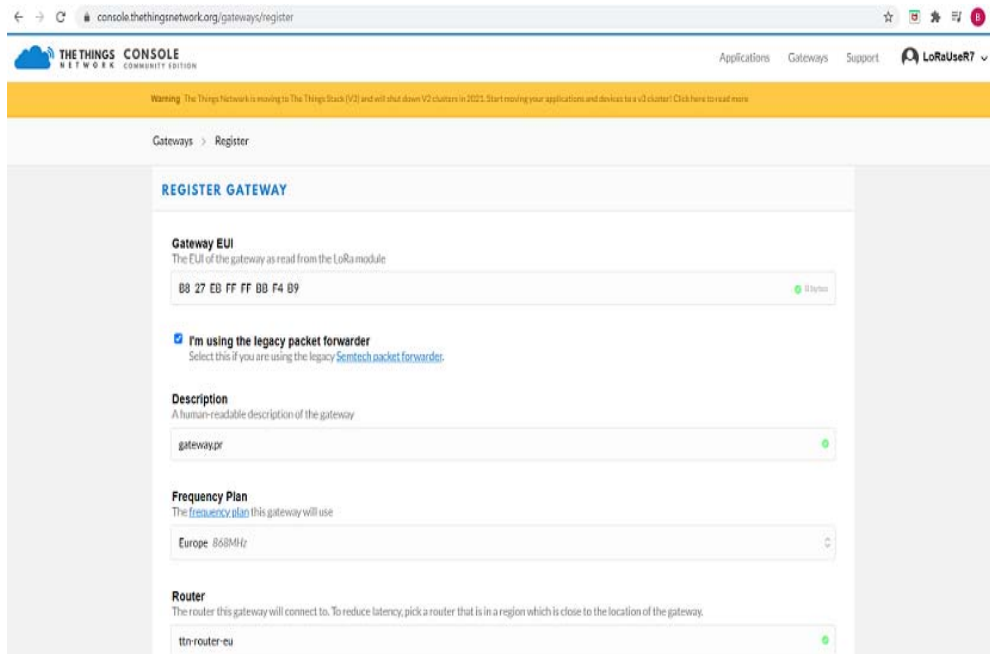 console.thethingsnetwork.org/gateways/register
B
THE THINGS NETWORK CONSOLE COMMUNITY EDITION
Applications Gateways Support LoRaUseR7
Warning The Things Network is moving to The Things Stack (V3) and will shut down V2 clusters in 2021. Start moving your applications and devices to a v3 cluster! Click here to read more
Gateways > Register
REGISTER GATEWAY
Gateway EUI
The EUI of the gateway as read from the LoRa module
B8 27 EB FF FF BB F4 B9 8 bytes
I'm using the legacy packet forwarder
Select this if you are using the legacy Semtech packet forwarder.
Description
A human-readable description of the gateway
gateway.pr
Frequency Plan
The frequency plan this gateway will use
Europe 868MHz
Router
The router this gateway will connect to. To reduce latency, pick a router that is in a region which is close to the location of the gateway.
ttn-router-eu